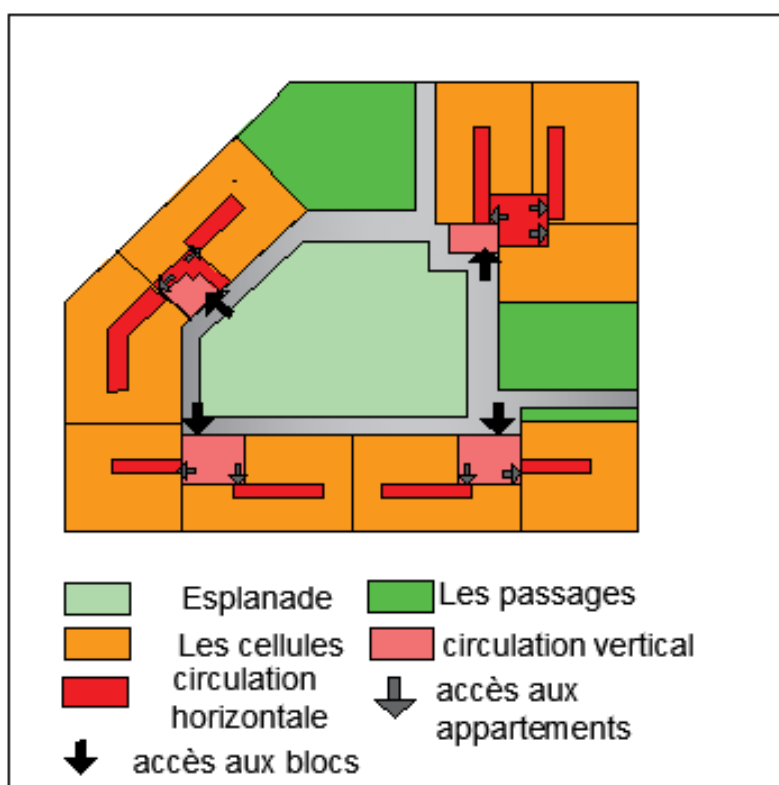 Esplanade
Les passages
Les cellules
circulation vertical
circulation
horizontale
accès aux
appartements
accès aux blocs